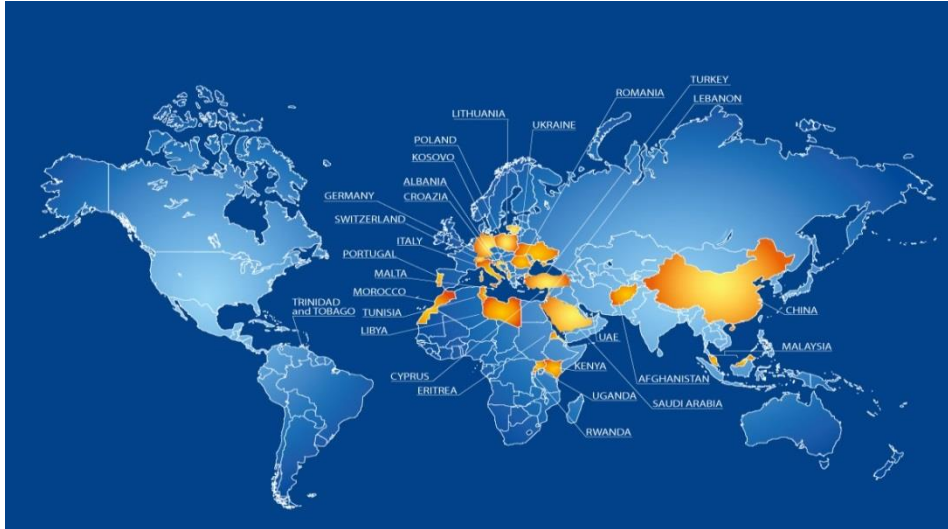 TURKEY
ROMANIA
LEBANON
LITHUANIA
UKRAINE
POLAND
KOSOVO
ALBANIA
CROAZIA
GERMANY
SWITZERLAND
ITALY
PORTUGAL
MALTA
MOROCCO
TRINIDAD
and TOBAGO
TUNISIA
LIBYA
CHINA
UAE
MALAYSIA
KENYA
CYPRUS
AFGHANISTAN
ERITREA
UGANDA
SAUDI ARABIA
RWANDA